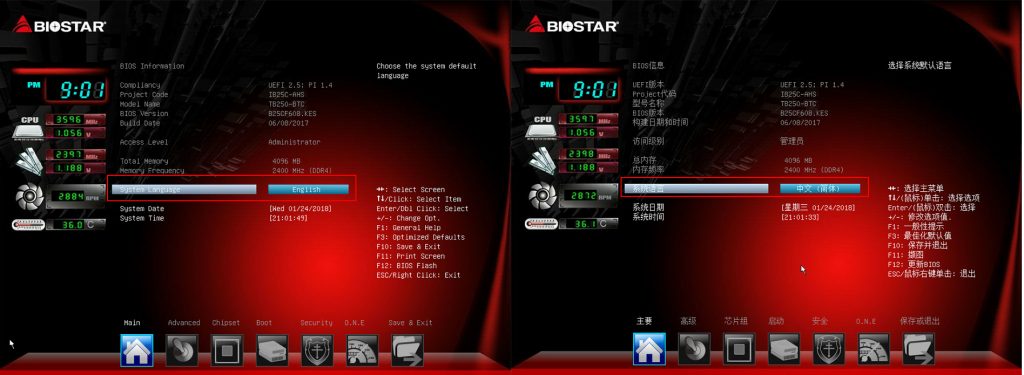 BIOSTAR
BIOS Information
Choose the system default
language
PM 9:01
Compliancy UEFI 2.5; PI 1.4
Project Code IB25C-AHS
Model Name TB250-BTC
BIOS Version B25CF608.KES
Build Date 06/08/2017
CPU 3596 MHz
1.056 V
Access Level Administrator
2397 MHz
1.188 V
Total Memory 4096 MB
Memory Frequency 2400 MHz (DDR4)
System Language English
2884 RPM
System Date [Wed 01/24/2018]
System Time [21:01:49]
36.0 C
→←: Select Screen
↑↓/Click: Select Item
Enter/Dbl Click: Select
+/-: Change Opt.
F1: General Help
F3: Optimized Defaults
F10: Save & Exit
F11: Print Screen
F12: BIOS Flash
ESC/Right Click: Exit
Main Advanced Chipset Boot Security O.N.E Save & Exit
BIOSTAR
BIOS信息
选择系统默认语言
PM 9:01
UEFI版本 UEFI 2.5; PI 1.4
Project代码 IB25C-AHS
型号名称 TB250-BTC
BIOS版本 B25CF608.KES
构建日期和时间 06/08/2017
CPU 3597 MHz
1.056 V
访问级别 管理员
2398 MHz
1.188 V
总内存 4096 MB
内存频率 2400 MHz (DDR4)
系统语言 中文（简体）
2872 RPM
系统日期 [星期三 01/24/2018]
系统时间 [21:01:33]
36.1 C
→←: 选择主菜单
↑↓/(鼠标)单击: 选择选项
Enter/(鼠标)双击: 选择
+/-: 修改选项值.
F1: 一般性提示
F3: 最佳化默认值
F10: 保存并退出
F11: 撷图
F12: 更新BIOS
ESC/鼠标右键单击: 退出
主要 高级 芯片组 启动 安全 O.N.E 保存或退出